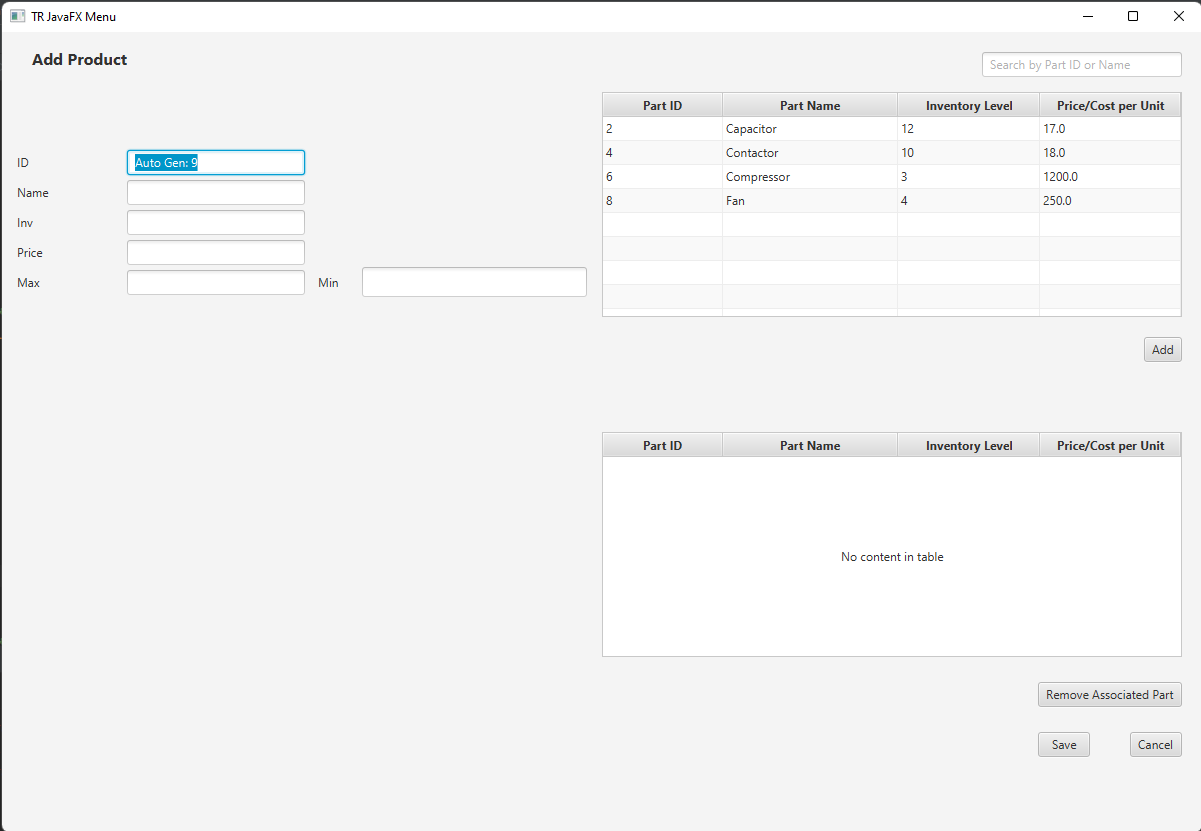 TR JavaFX Menu
Add Product
Search by Part ID or Name
Part ID Part Name Inventory Level Price/Cost per Unit
2 Capacitor 12 17.0
4 Contactor 10 18.0
6 Compressor 3 1200.0
8 Fan 4 250.0
ID Auto Gen: 9
Name
Inv
Price
Max Min
Add
Part ID Part Name Inventory Level Price/Cost per Unit
No content in table
Remove Associated Part
Save Cancel